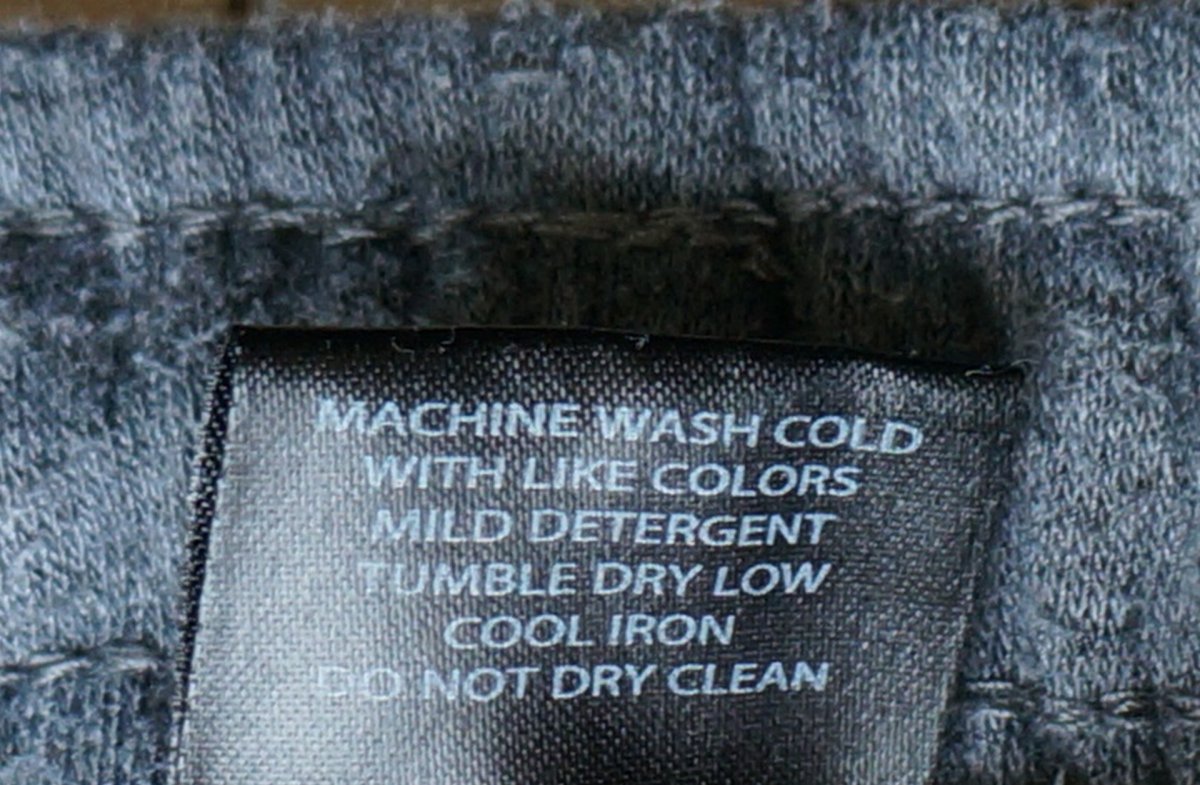 MACHINE WASH COLD
WITH LIKE COLORS
MILD DETERGENT
TUMBLE DRY LOW
COOL IRON
DO NOT DRY CLEAN